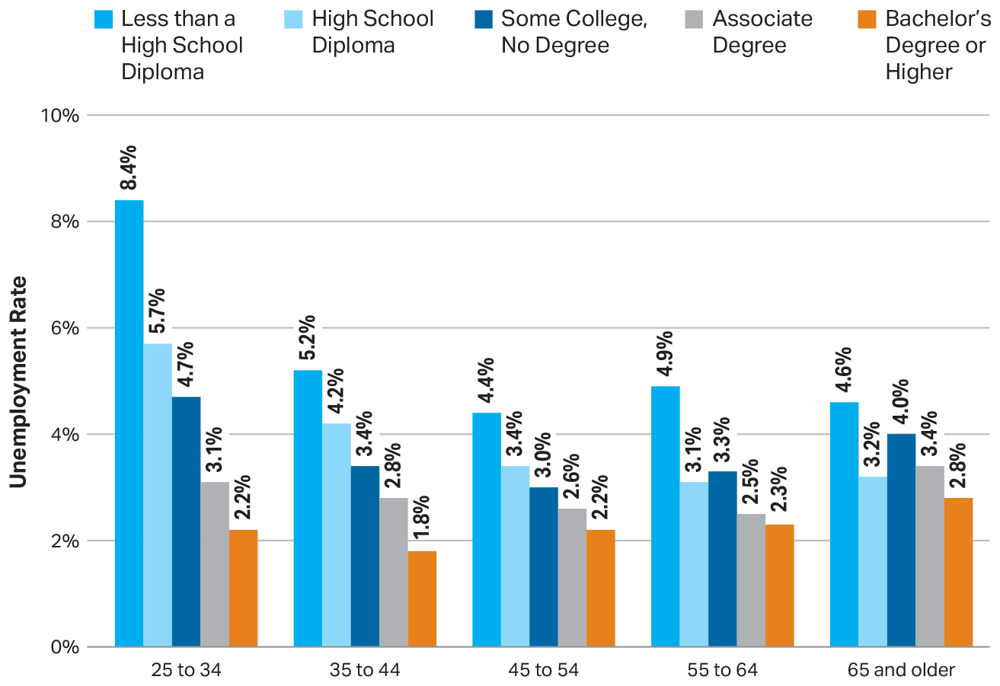 Less than a
High School
Diploma
High School
Diploma
Some College,
No Degree
Associate
Degree
Bachelor's
Degree or
Higher
Unemployment Rate
10%
8%
6%
4%
2%
0%
8.4%
5.7%
4.7%
3.1%
2.2%
5.2%
4.2%
3.4%
2.8%
1.8%
4.4%
3.4%
3.0%
2.6%
2.2%
4.9%
3.1%
3.3%
2.5%
2.3%
4.6%
3.2%
4.0%
3.4%
2.8%
25 to 34
35 to 44
45 to 54
55 to 64
65 and older